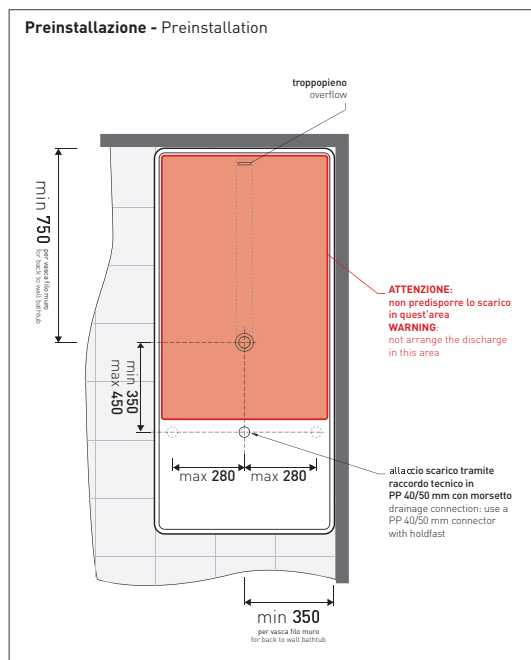 Preinstallazione - Preinstallation
troppopieno
overflow
min 750
per vasca filo muro
for back to wall bathtub
ATTENZIONE:
non predisporre lo scarico
in quest'area
WARNING:
not arrange the discharge
in this area
min 350
max 450
max 280
max 280
allaccio scarico tramite
raccordo tecnico in
PP 40/50 mm con morsetto
drainage connection: use a
PP 40/50 mm connector
with holdfast
min 350
per vasca filo muro
for back to wall bathtub